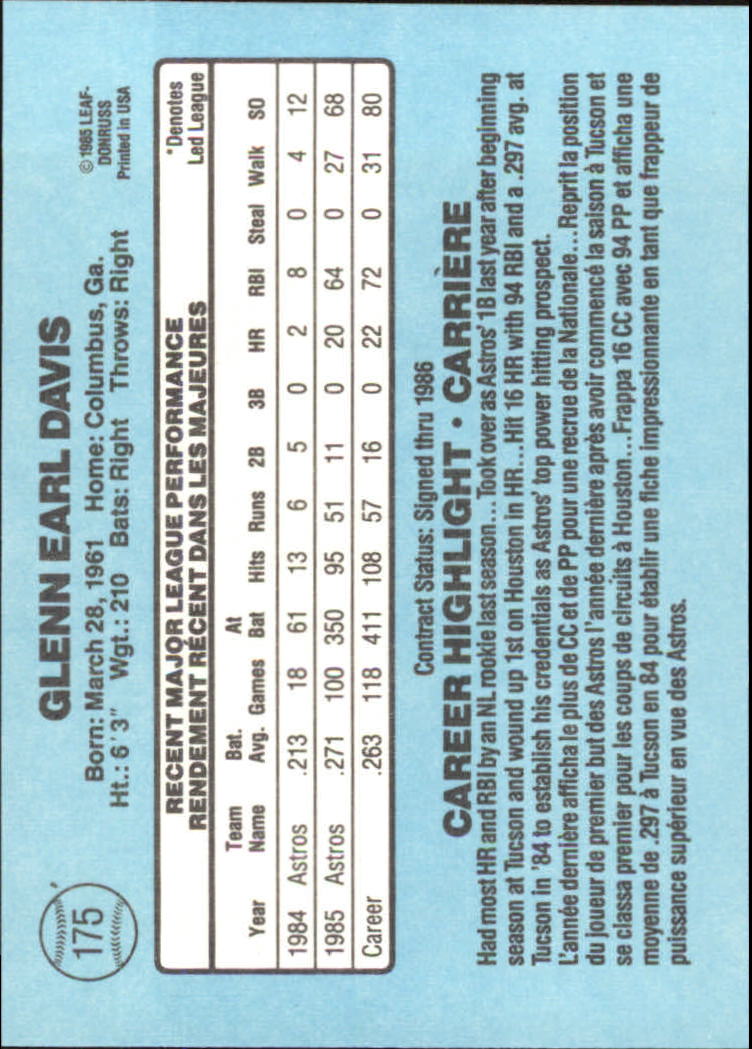 175
GLENN EARL DAVIS
Born: March 28, 1961 Home: Columbus, Ga.
Ht.: 6' 3" Wgt.: 210 Bats: Right Throws: Right
© 1985 LEAF-
DONRUSS
Printed in USA
RECENT MAJOR LEAGUE PERFORMANCE
RENDEMENT RÉCENT DANS LES MAJEURES
*Denotes
Led League
Team Bat. At
Year Name Avg. Games Bat Hits Runs 2B 3B HR RBI Steal Walk SO
1984 Astros .213 18 61 13 6 5 0 2 8 0 4 12
1985 Astros .271 100 350 95 51 11 0 20 64 0 27 68
Career .263 118 411 108 57 16 0 22 72 0 31 80
Contract Status: Signed thru 1986
CAREER HIGHLIGHT • CARRIÈRE
Had most HR and RBI by an NL rookie last season...Took over as Astros' 1B last year after beginning
season at Tucson and wound up 1st on Houston in HR...Hit 16 HR with 94 RBI and a .297 avg. at
Tucson in '84 to establish his credentials as Astros' top power hitting prospect.
L'année dernière afficha le plus de CC et de PP pour une recrue de la Nationale....Reprit la position
du joueur de premier but des Astros l'année dernière après avoir commencé la saison à Tucson et
se classa premier pour les coups de circuits à Houston...Frappa 16 CC avec 94 PP et afficha une
moyenne de .297 à Tucson en 84 pour établir une fiche impressionnante en tant que frappeur de
puissance supérieur en vue des Astros.